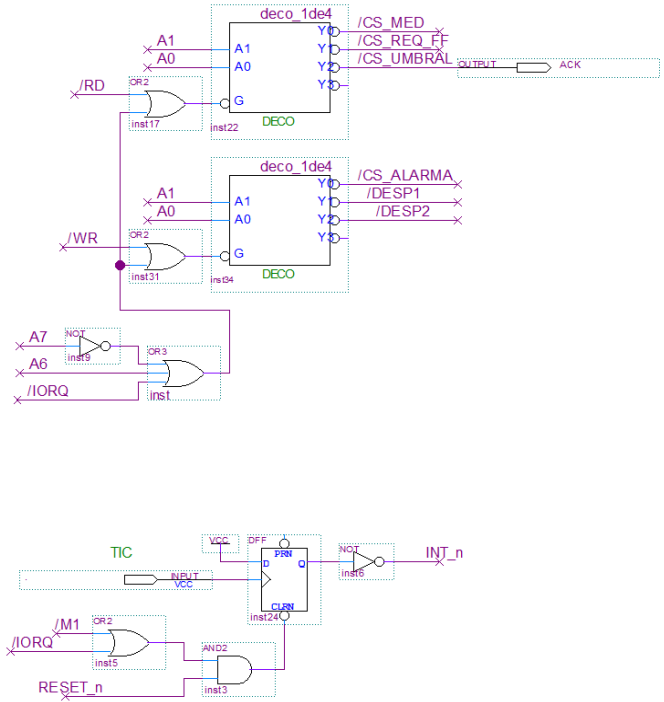 deco_1de4
A1 A1 Y0 /CS_MED
A0 A0 Y1 /CS_REQ_FF
Y2 /CS_UMBRAL OUTPUT ACK
Y3
/RD OR2
G
inst17 inst22 DECO
deco_1de4
A1 A1 Y0 /CS_ALARMA
A0 A0 Y1 /DESP1
Y2 /DESP2
Y3
/WR OR2
G
inst31 inst34 DECO
A7 NOT
inst9 OR3
A6
/IORQ inst
TIC VCC DFF NOT
PRN
D Q INT_n
INPUT
VCC inst6
CLRN
inst24
/M1 OR2
/IORQ inst5 AND2
RESET_n inst3